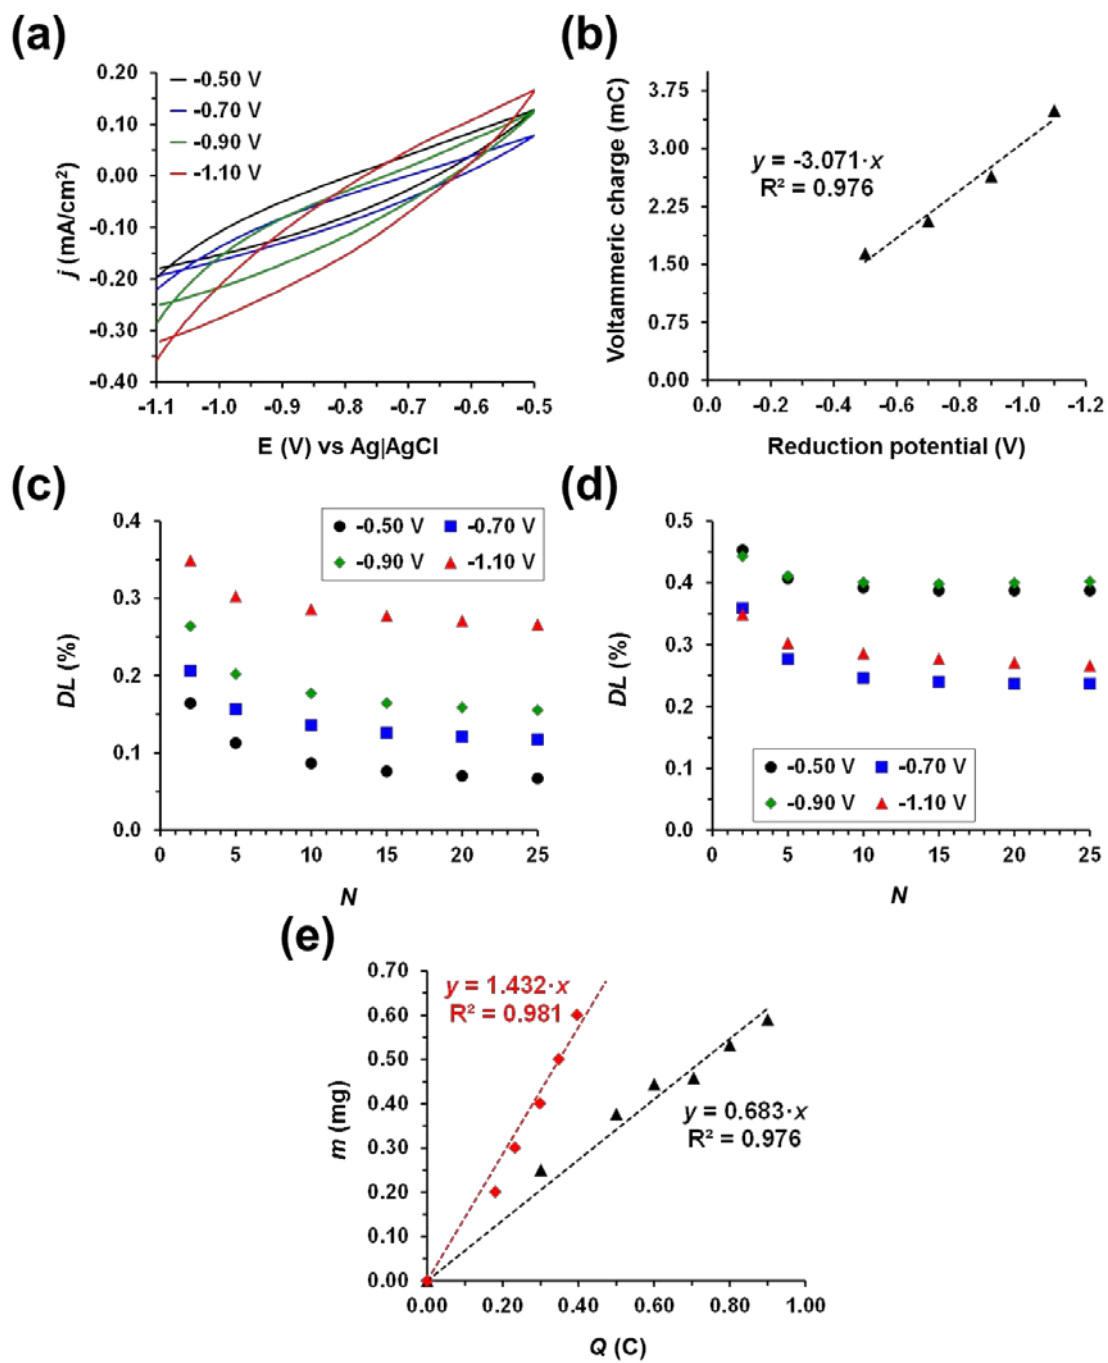 (a)
(b)
0.20
0.10
0.00
-0.10
-0.20
-0.30
-0.40
j (mA/cm²)
-0.50 V
-0.70 V
-0.90 V
-1.10 V
-1.1 -1.0 -0.9 -0.8 -0.7 -0.6 -0.5
E (V) vs Ag|AgCl
Voltammeric charge (mC)
3.75
3.00
2.25
1.50
0.75
0.00
y = -3.071·x
R² = 0.976
0.0 -0.2 -0.4 -0.6 -0.8 -1.0 -1.2
Reduction potential (V)
(c)
(d)
0.4
0.3
0.2
0.1
0.0
DL (%)
-0.50 V -0.70 V
-0.90 V -1.10 V
0 5 10 15 20 25
N
0.5
0.4
0.3
0.2
0.1
0.0
DL (%)
-0.50 V -0.70 V
-0.90 V -1.10 V
0 5 10 15 20 25
N
(e)
0.70
0.60
0.50
0.40
0.30
0.20
0.00
m (mg)
y = 1.432·x
R² = 0.981
y = 0.683·x
R² = 0.976
0.00 0.20 0.40 0.60 0.80 1.00
Q (C)